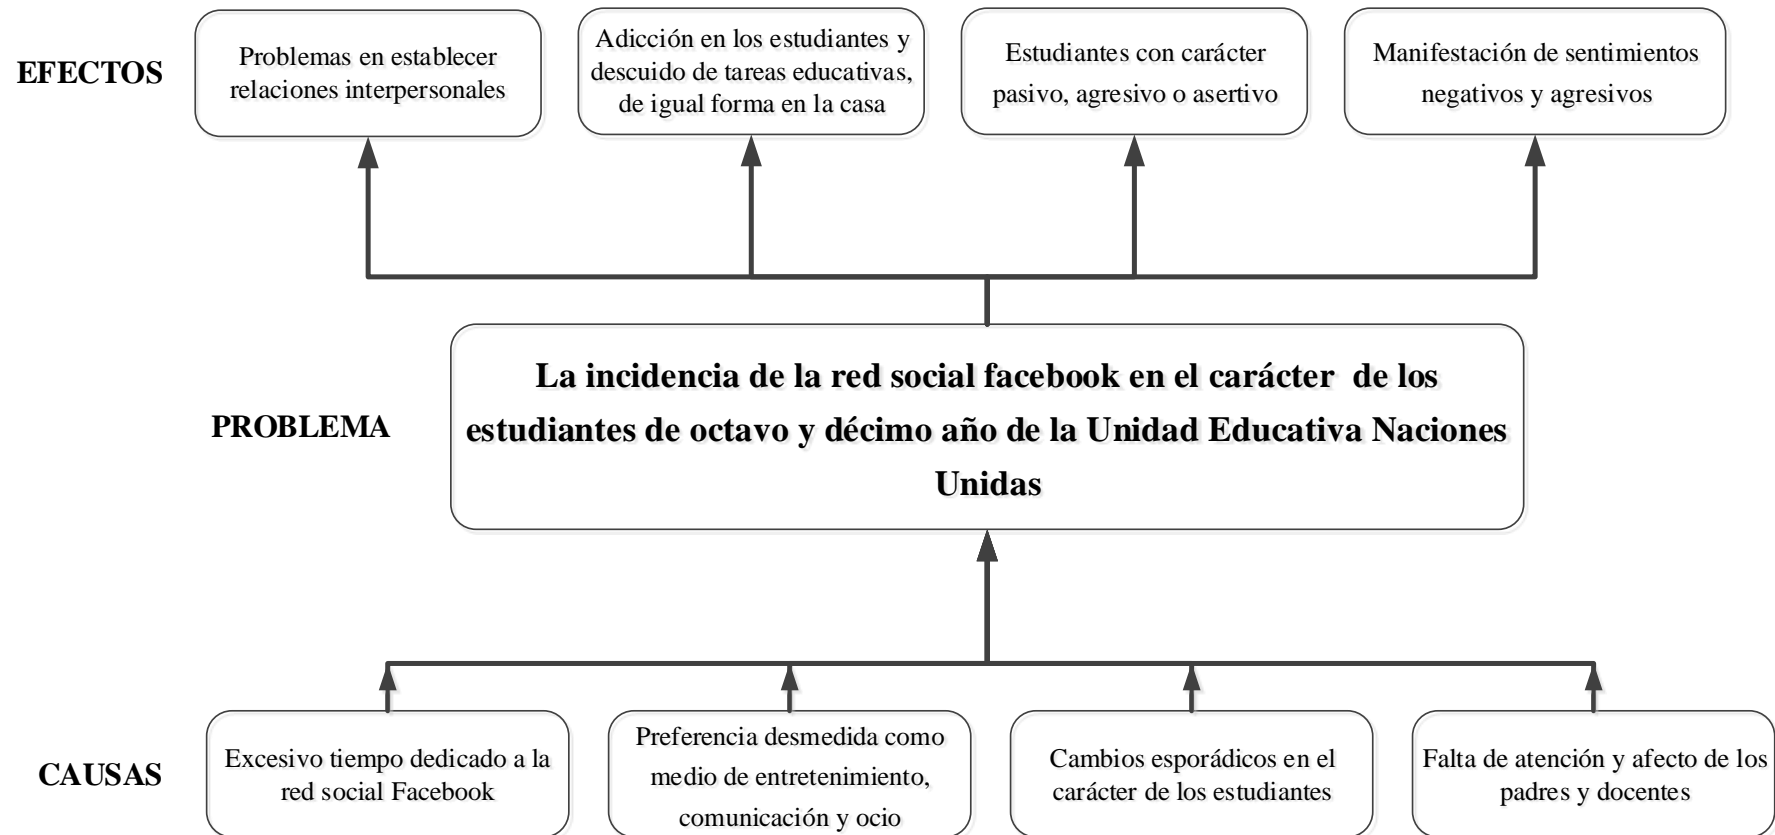 EFECTOS
Problemas en establecer
relaciones interpersonales
Adicción en los estudiantes y
descuido de tareas educativas,
de igual forma en la casa
Estudiantes con carácter
pasivo, agresivo o asertivo
Manifestación de sentimientos
negativos y agresivos
PROBLEMA
La incidencia de la red social facebook en el carácter de los
estudiantes de octavo y décimo año de la Unidad Educativa Naciones
Unidas
CAUSAS
Excesivo tiempo dedicado a la
red social Facebook
Preferencia desmedida como
medio de entretenimiento,
comunicación y ocio
Cambios esporádicos en el
carácter de los estudiantes
Falta de atención y afecto de los
padres y docentes